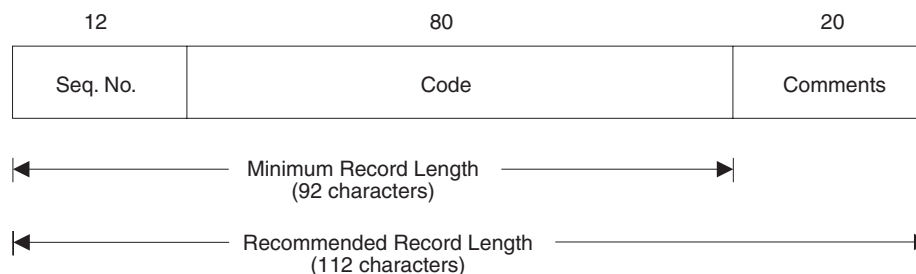 12 80 20
Seq. No. Code Comments
Minimum Record Length
(92 characters)
Recommended Record Length
(112 characters)